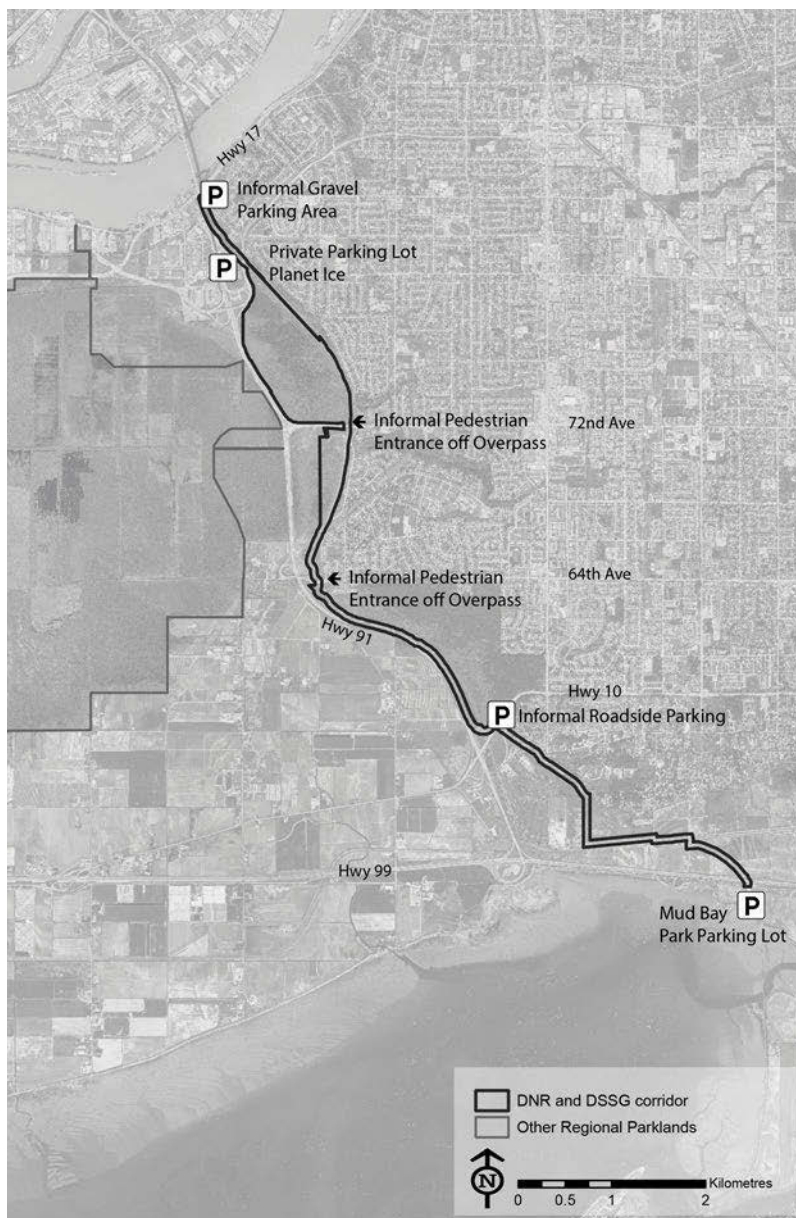 Hwy 17
P Informal Gravel
Parking Area
Private Parking Lot
P Planet Ice
Informal Pedestrian
Entrance off Overpass
72nd Ave
Informal Pedestrian
Entrance off Overpass
64th Ave
Hwy 91
Hwy 10
P Informal Roadside Parking
Hwy 99
Mud Bay
Park Parking Lot
P
DNR and DSSG corridor
Other Regional Parklands
N
Kilometres
0 0.5 1 2